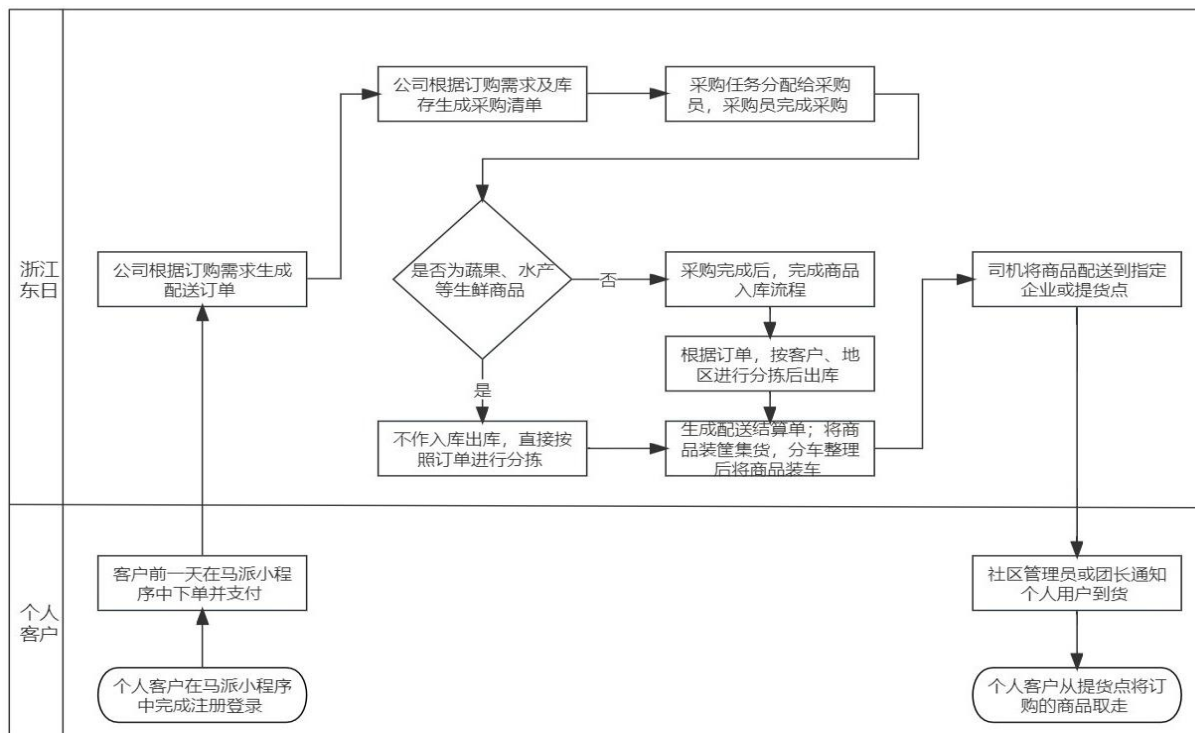 浙江
东日
公司根据订购需求及库
存生成采购清单
采购任务分配给采购
员，采购员完成采购
公司根据订购需求生成
配送订单
是否为蔬果、水产
等生鲜商品
否
采购完成后，完成商品
入库流程
司机将商品配送到指定
企业或提货点
根据订单，按客户、地
区进行分拣后出库
是
不作入库出库，直接按
照订单进行分拣
生成配送结算单；将商
品装筐集货，分车整理
后将商品装车
个人
客户
客户前一天在马派小程
序中下单并支付
社区管理员或团长通知
个人用户到货
个人客户在马派小程序
中完成注册登录
个人客户从提货点将订
购的商品取走